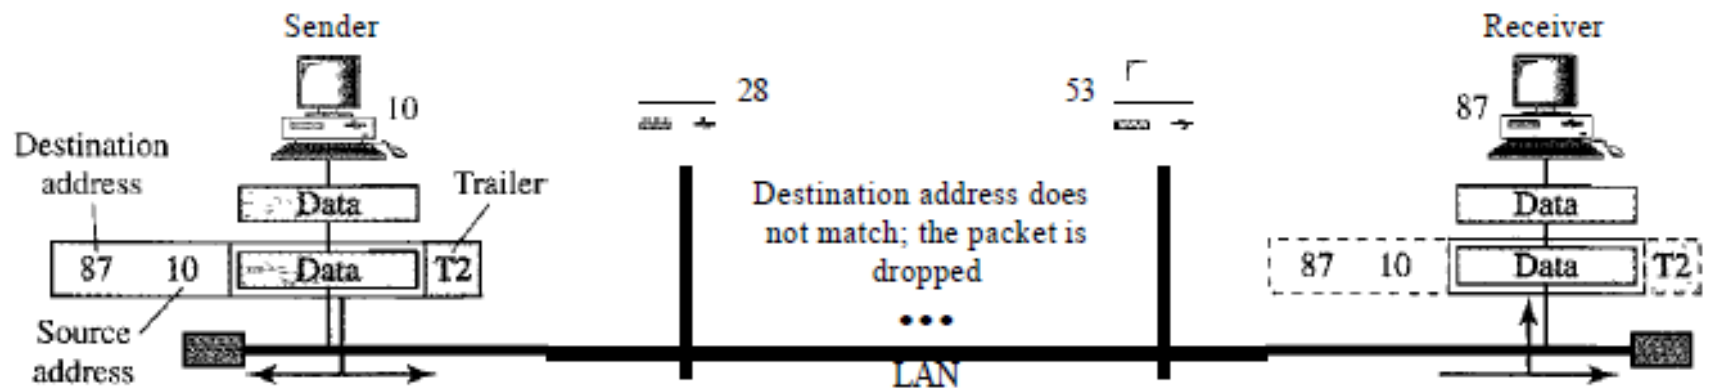 Sender
Receiver
10
28
53
87
Destination
address
Trailer
Data
Data
87 10
Data
T2
Source
address
Destination address does
not match; the packet is
dropped
•••
LAN
87 10
Data
T2